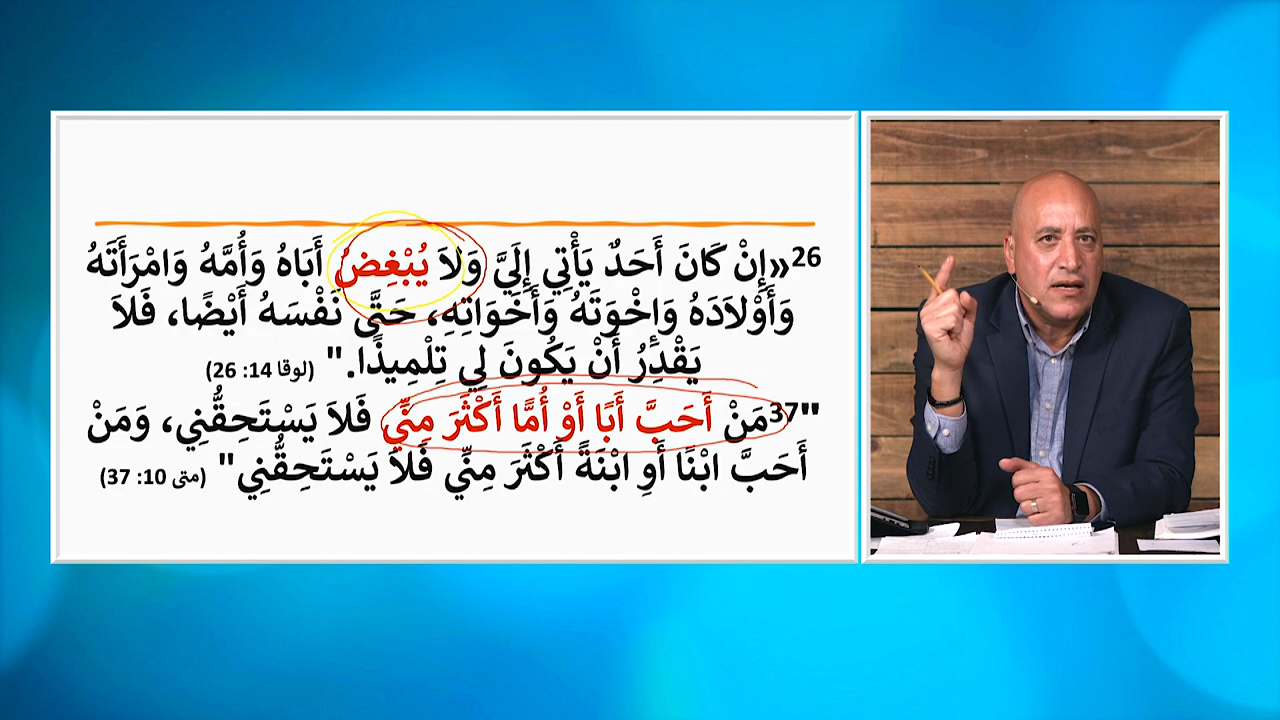 26«إِنْ كَانَ أَحَدٌ يَأْتِي إِلَيَّ وَلاَ يُبْغِضُ أَبَاهُ وَأُمَّهُ وَامْرَأَتَهُ
وَأَوْلاَدَهُ وَإِخْوَتَهُ وَأَخَوَاتِهِ، حَتَّى نَفْسَهُ أَيْضًا، فَلاَ
يَقْدِرُ أَنْ يَكُونَ لِي تِلْمِيذًا." (لوقا 14: 26)
"37مَنْ أَحَبَّ أَبًا أَوْ أُمًّا أَكْثَرَ مِنِّي فَلاَ يَسْتَحِقُّنِي، وَمَنْ
أَحَبَّ ابْنًا أَوِ ابْنَةً أَكْثَرَ مِنِّي فَلاَ يَسْتَحِقُّنِي" (متى 10: 37)